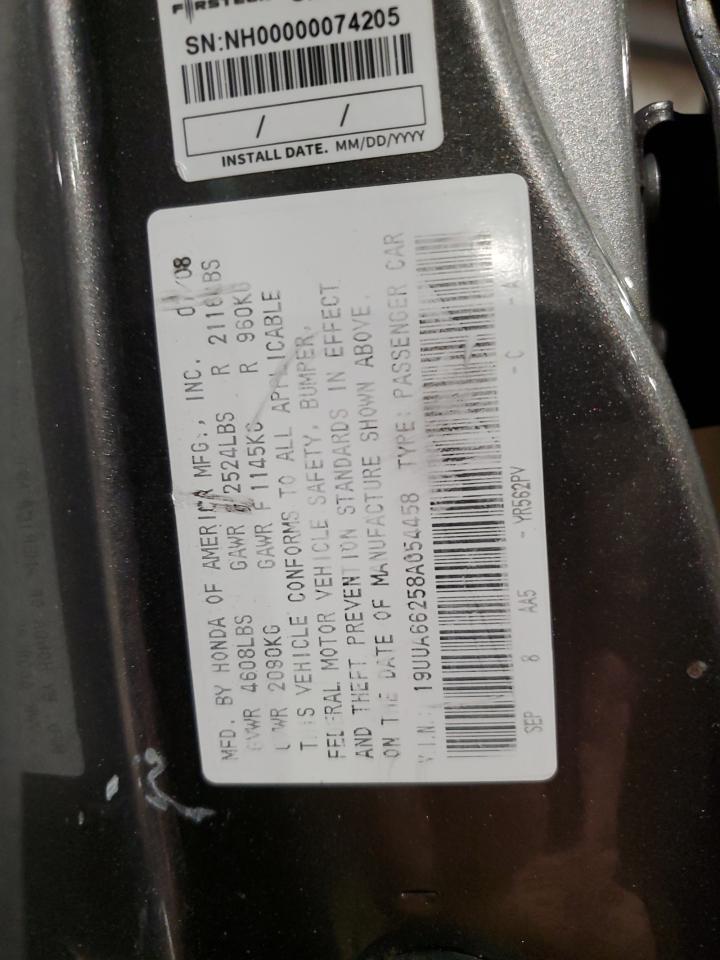 SN:NH00000074205
/ /
INSTALL DATE. MM/DD/YYYY
MFD. BY HONDA OF AMERICA MFG., INC. /08
GVWR 4608LBS GAWR F 2524LBS R 2116LBS
GVWR 2090KG GAWR F 1145KG R 960KG
THIS VEHICLE CONFORMS TO ALL APPLICABLE
FEDERAL MOTOR VEHICLE SAFETY, BUMPER,
AND THEFT PREVENTION STANDARDS IN EFFECT
ON THE DATE OF MANUFACTURE SHOWN ABOVE.
V.I.N.: 19UUA66258A054458 TYPE: PASSENGER CAR
SEP 8 AA5 - YR562PV - C - A